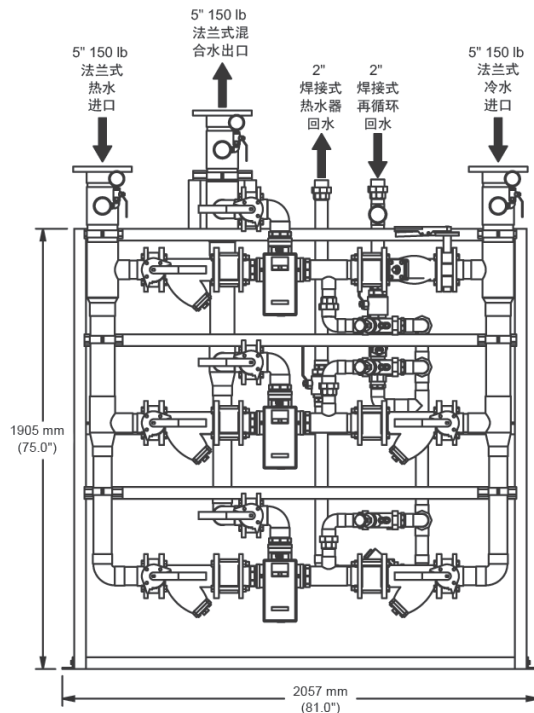 5" 150 lb
法兰式
热水
进口
5" 150 lb
法兰式混
合水出口
2"
焊接式
热水器
回水
2"
焊接式
再循环
回水
5" 150 lb
法兰式
冷水
进口
1905 mm
(75.0")
2057 mm
(81.0")